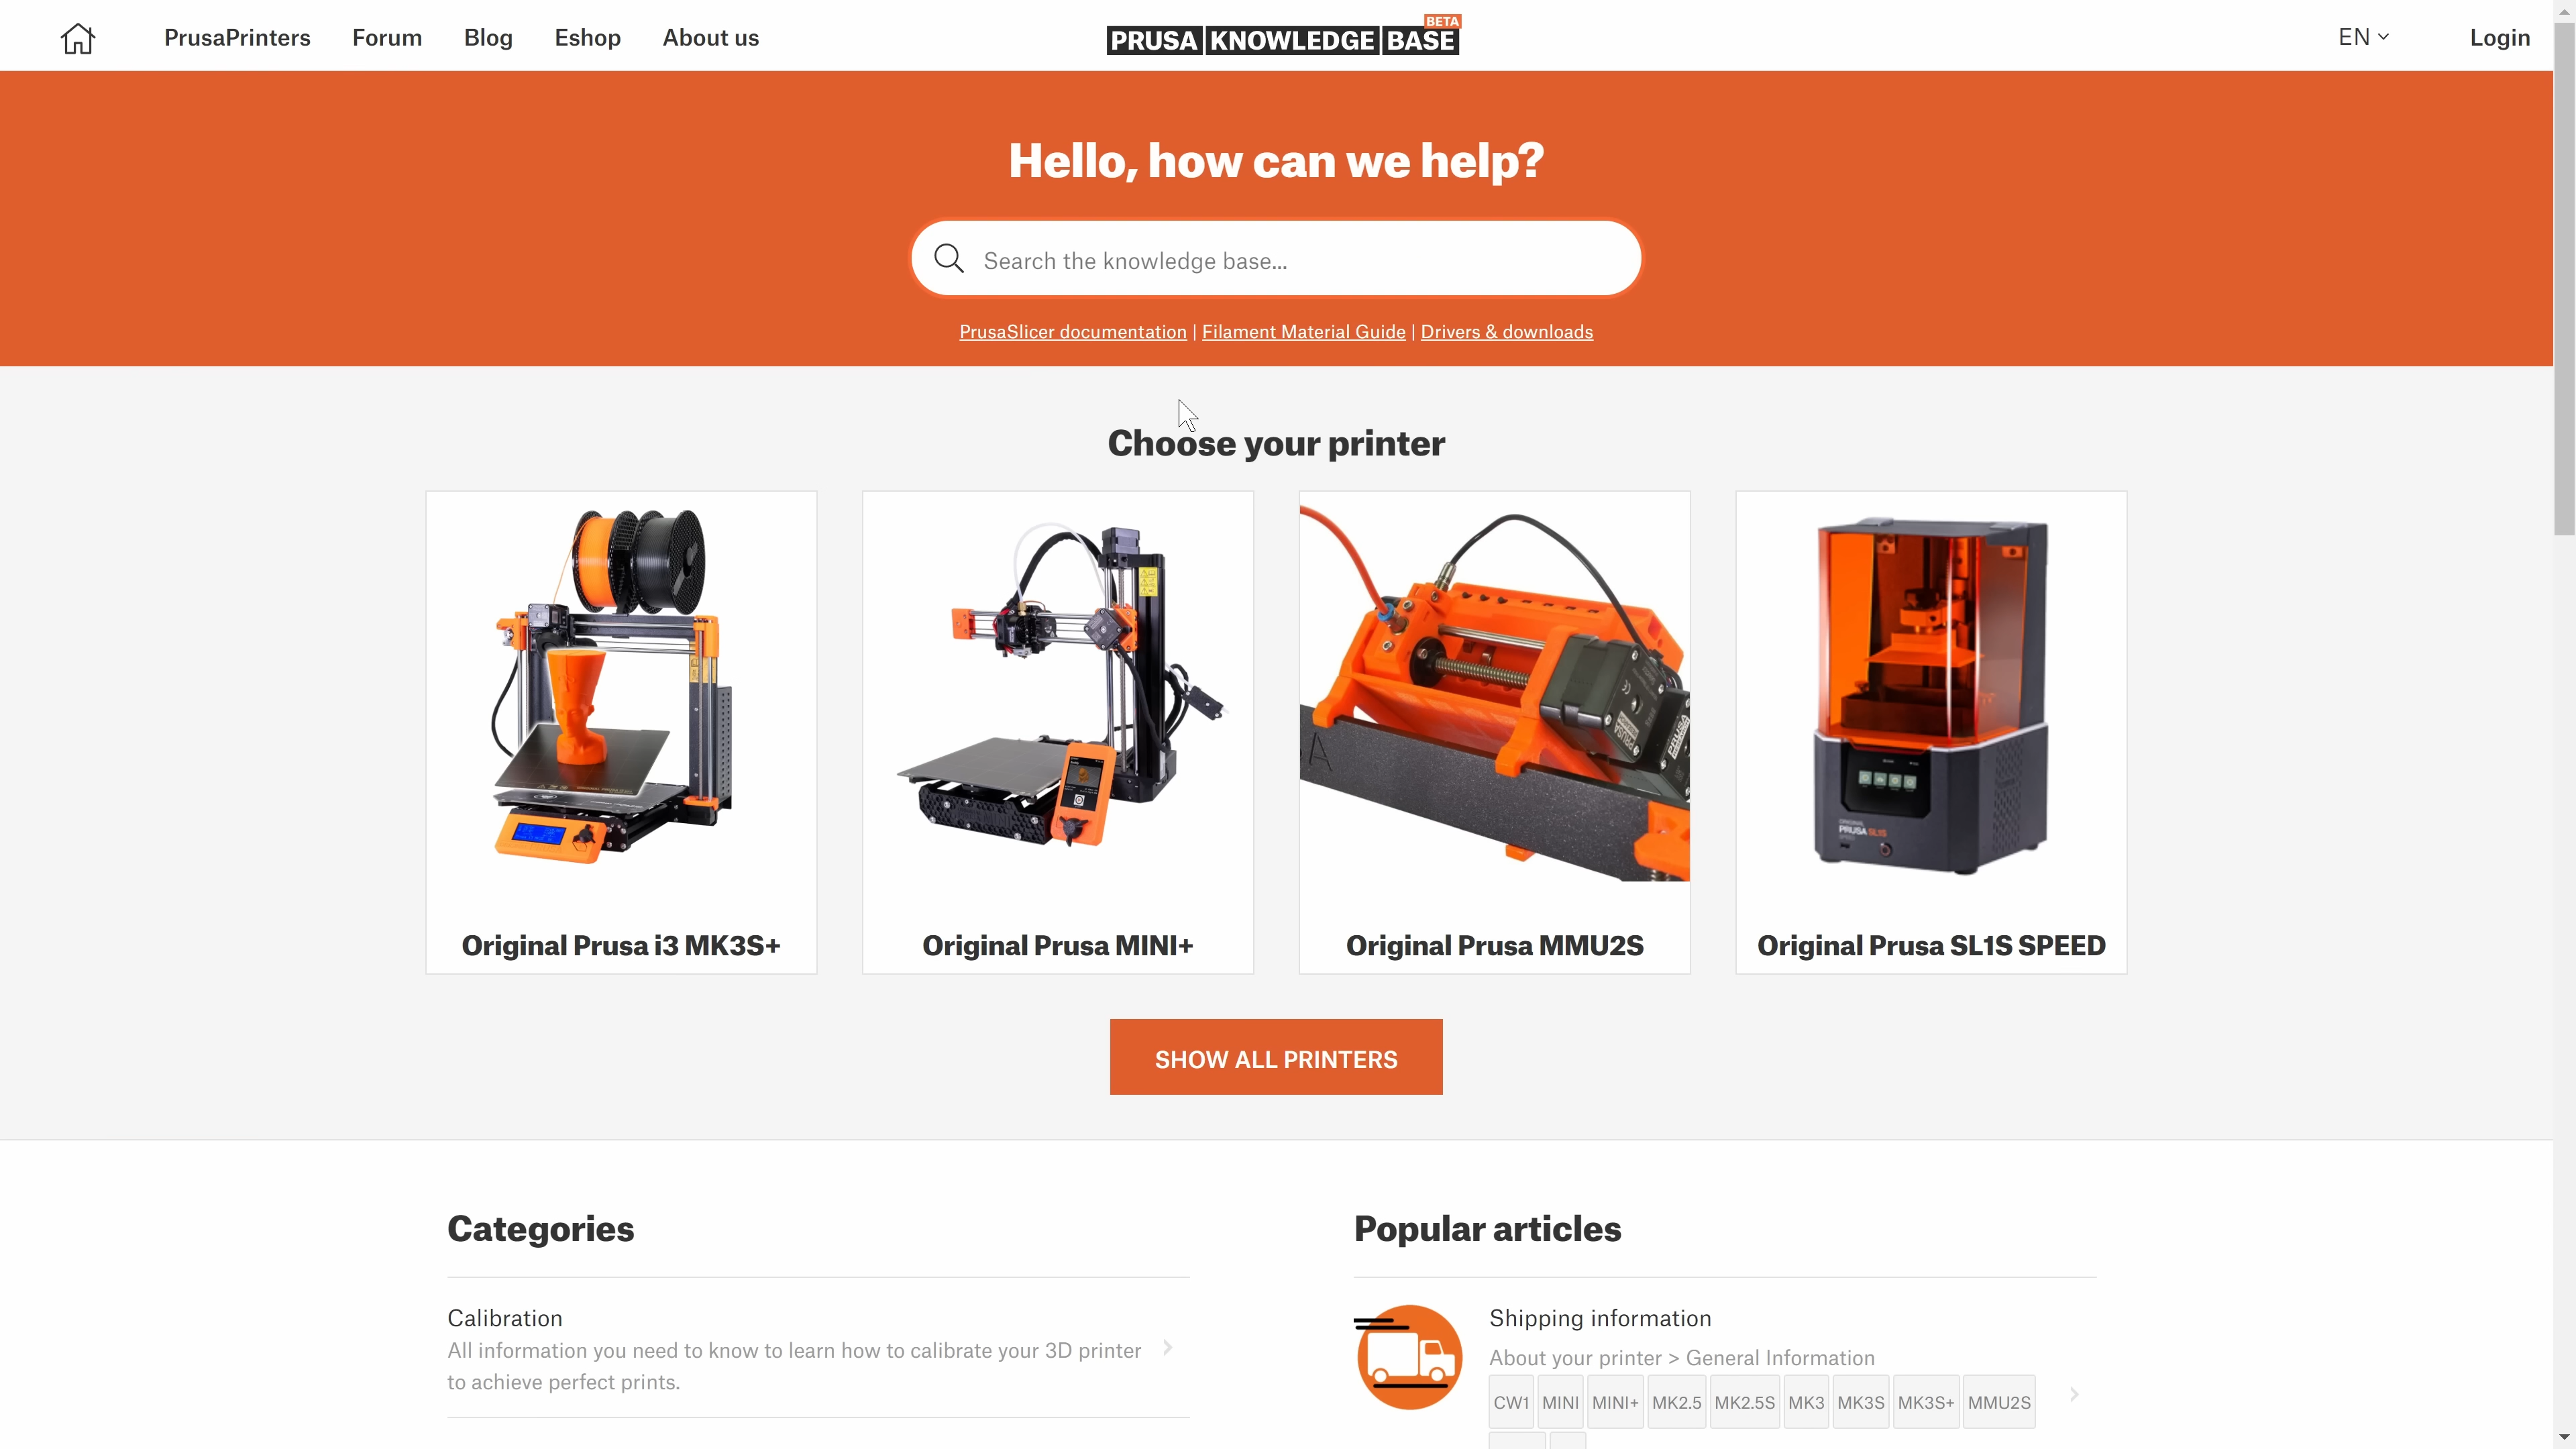 PrusaPrinters Forum Blog Eshop About us
PRUSA KNOWLEDGE BASE BETA
EN
Login
Hello, how can we help?
Search the knowledge base...
PrusaSlicer documentation | Filament Material Guide | Drivers & downloads
Choose your printer
Original Prusa i3 MK3S+
Original Prusa MINI+
Original Prusa MMU2S
ORIGINAL
PRUSA SL1S
Original Prusa SL1S SPEED
SHOW ALL PRINTERS
Categories
Calibration
All information you need to know to learn how to calibrate your 3D printer
to achieve perfect prints.
Popular articles
Shipping information
About your printer > General Information
CW1 MINI MINI+ MK2.5 MK2.5S MK3 MK3S MK3S+ MMU2S